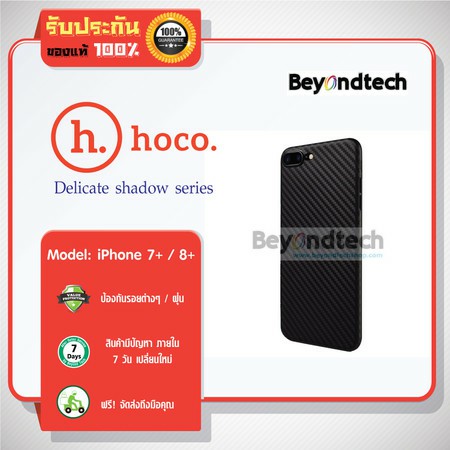 รับประกัน
ของแท้ 100%
100%
GUARANTEE
Beyondtech
h. hoco.
Delicate shadow series
Model: iPhone 7+ / 8+
VALUE
PROTECTION
ป้องกันรอยต่างๆ / ฝุ่น
7
Days
สินค้ามีปัญหา ภายใน
7 วัน เปลี่ยนใหม่
ฟรี! จัดส่งถึงมือคุณ
Beyondtech